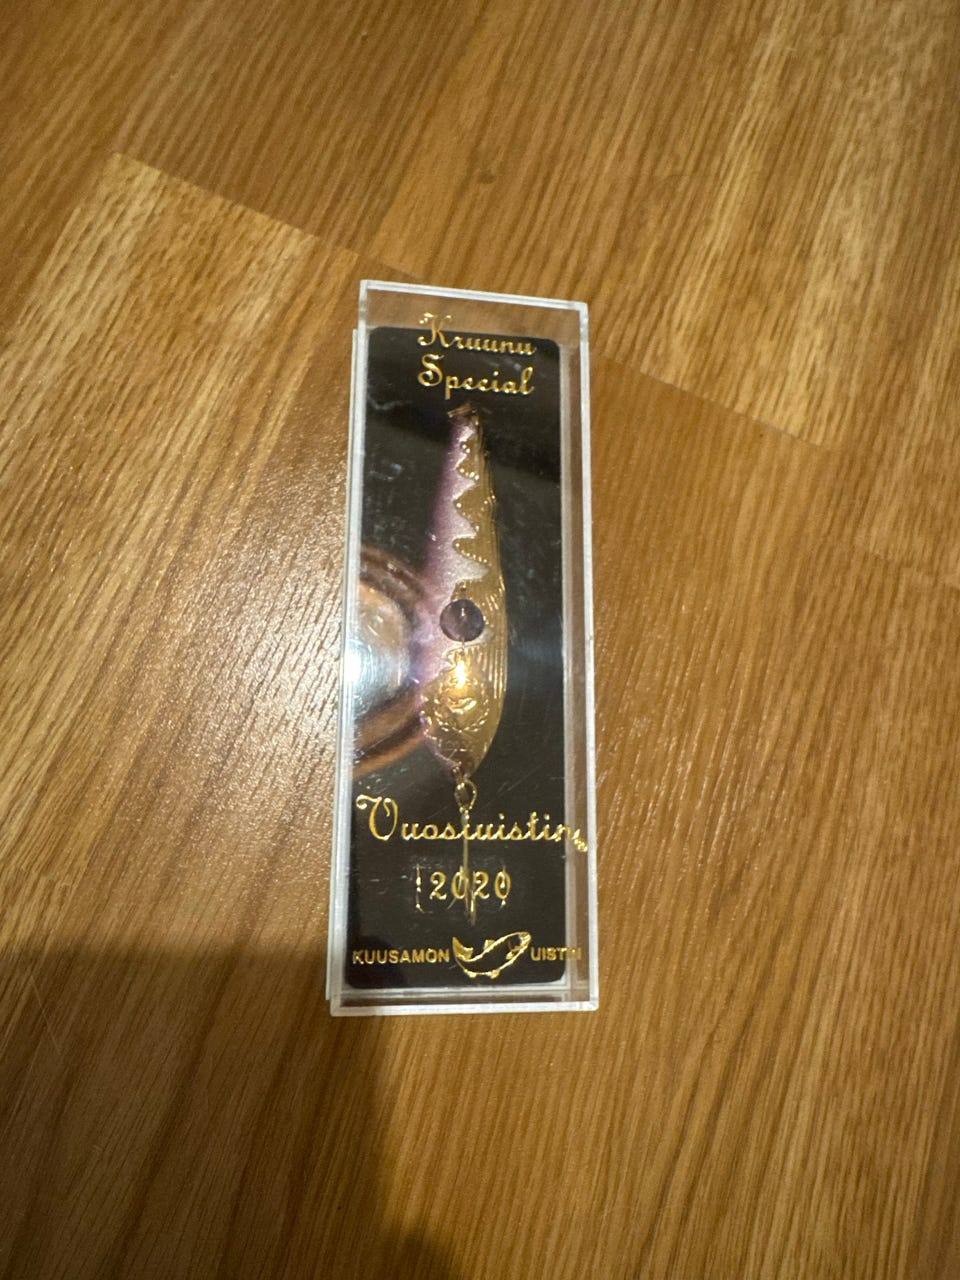 Kruunu
Special
Vuosiuistin®
2020
KUUSAMON UISTIN